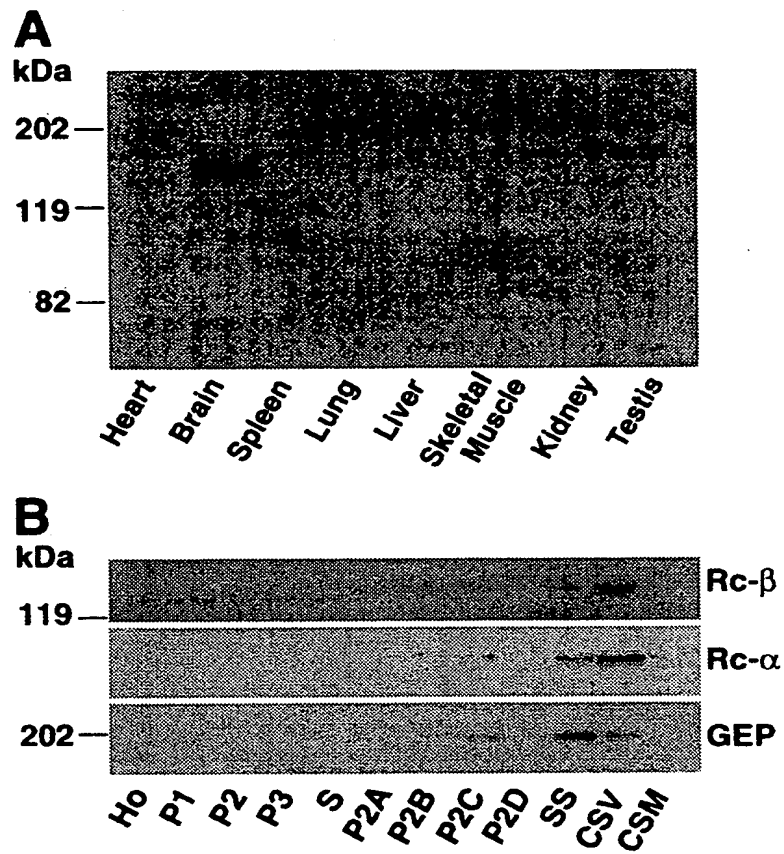 A
kDa
202
119
82
Heart
Brain
Spleen
Lung
Liver
Skeletal
Muscle
Kidney
Testis
B
kDa
Rc-β
119
Rc-α
202
GEP
Ho
P1
P2
P3
S
P2A
P2B
P2C
P2D
SS
CSV
CSM